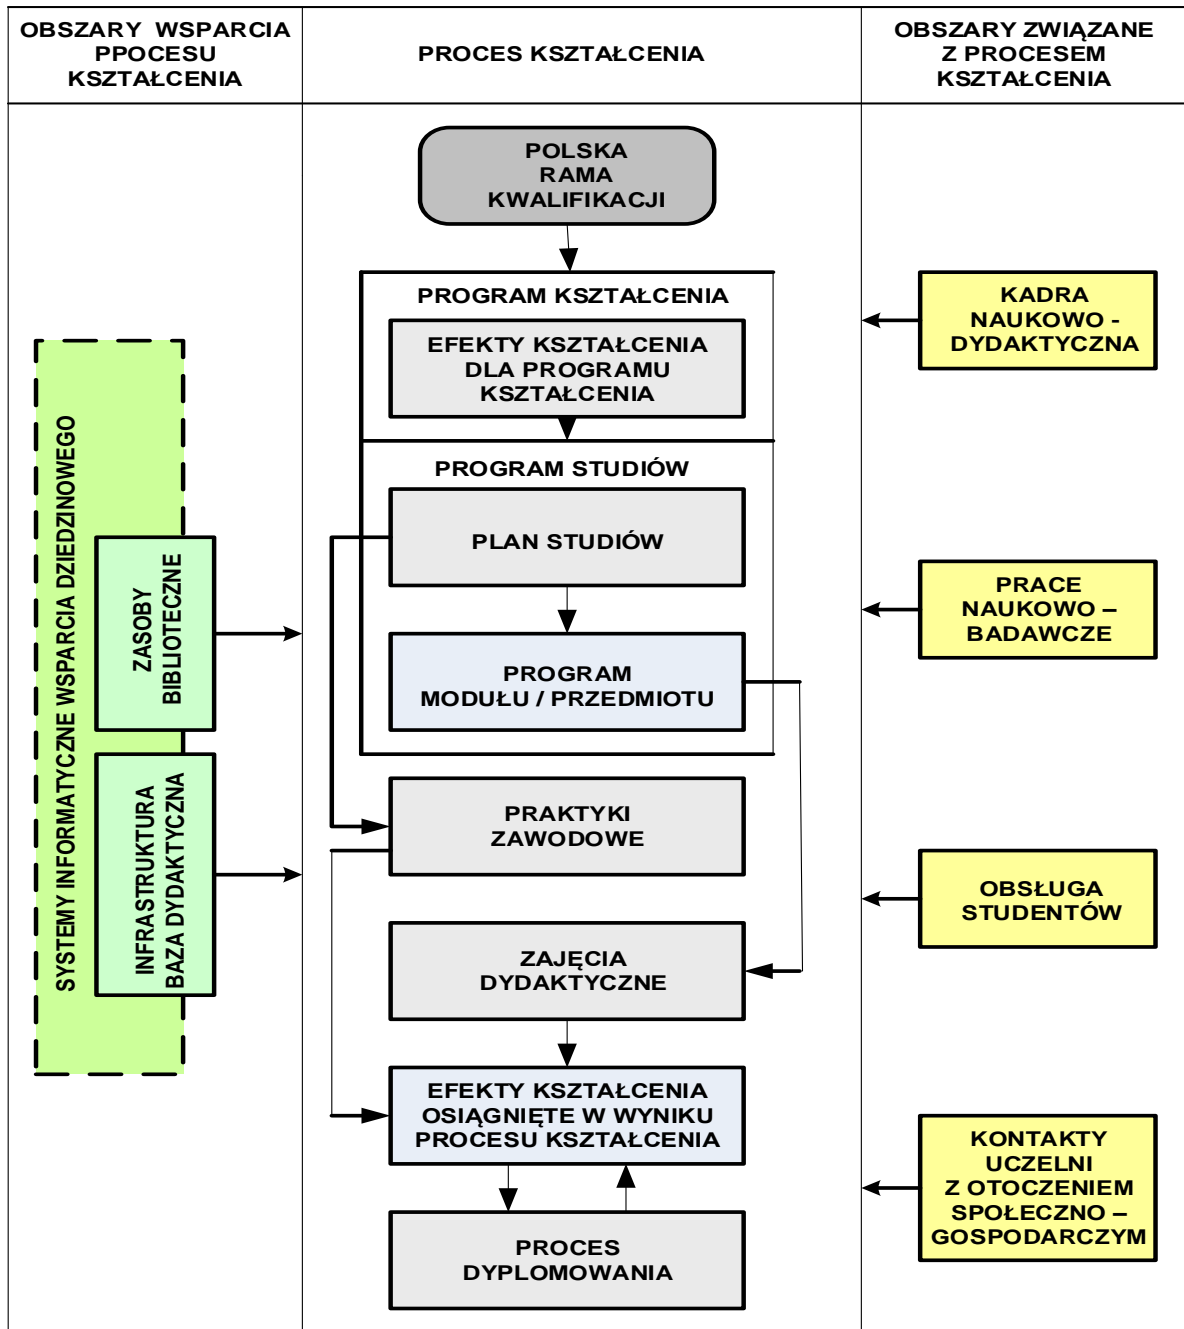 OBSZARY WSPARCIA
PPOCESU
KSZTAŁCENIA
PROCES KSZTAŁCENIA
OBSZARY ZWIĄZANE
Z PROCESEM
KSZTAŁCENIA
POLSKA
RAMA
KWALIFIKACJI
PROGRAM KSZTAŁCENIA
EFEKTY KSZTAŁCENIA
DLA PROGRAMU
KSZTAŁCENIA
PROGRAM STUDIÓW
PLAN STUDIÓW
PROGRAM
MODUŁU / PRZEDMIOTU
PRAKTYKI
ZAWODOWE
ZAJĘCIA
DYDAKTYCZNE
EFEKTY KSZTAŁCENIA
OSIĄGNIĘTE W WYNIKU
PROCESU KSZTAŁCENIA
PROCES
DYPLOMOWANIA
SYSTEMY INFORMATYCZNE WSPARCIA DZIEDZINOWEGO
ZASOBY
BIBLIOTECZNE
INFRASTRUKTURA
BAZA DYDAKTYCZNA
KADRA
NAUKOWO -
DYDAKTYCZNA
PRACE
NAUKOWO –
BADAWCZE
OBSŁUGA
STUDENTÓW
KONTAKTY
UCZELNI
Z OTOCZENIEM
SPOŁECZNO –
GOSPODARCZYM